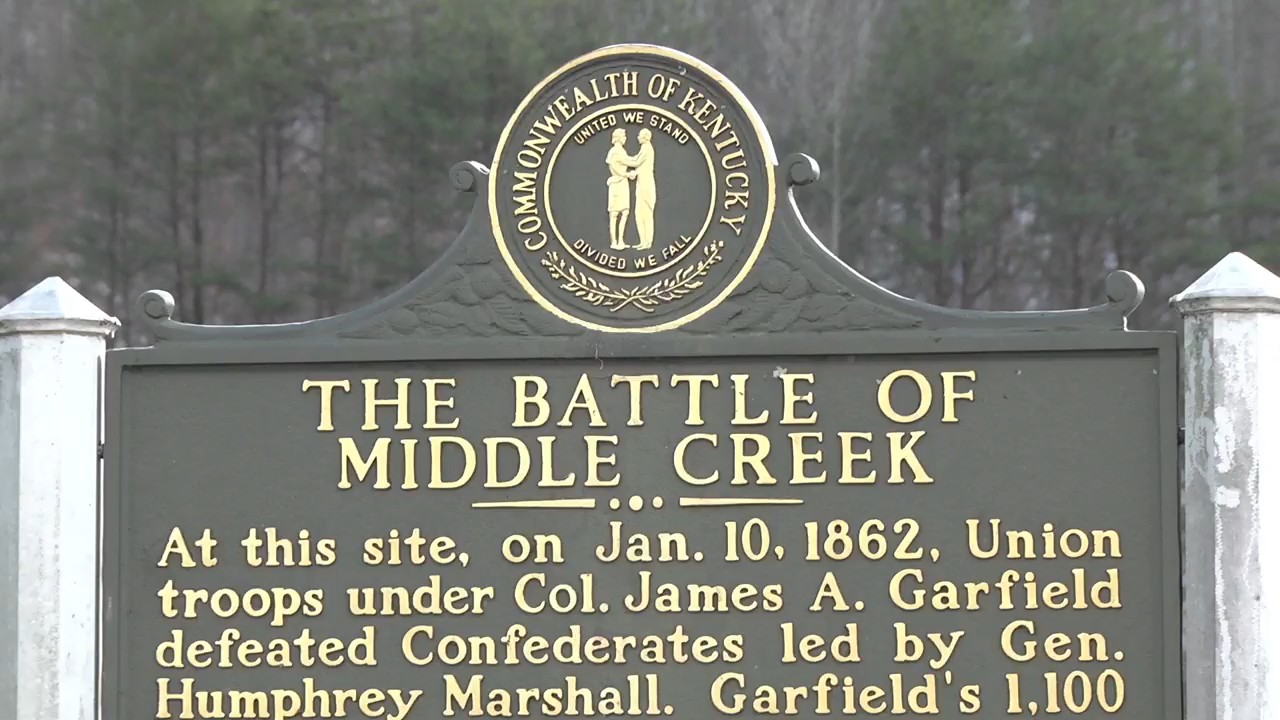 COMMONWEALTH OF KENTUCKY
UNITED WE STAND
DIVIDED WE FALL
THE BATTLE OF
MIDDLE CREEK
At this site, on Jan. 10, 1862, Union
troops under Col. James A. Garfield
defeated Confederates led by Gen.
Humphrey Marshall. Garfield's 1,100